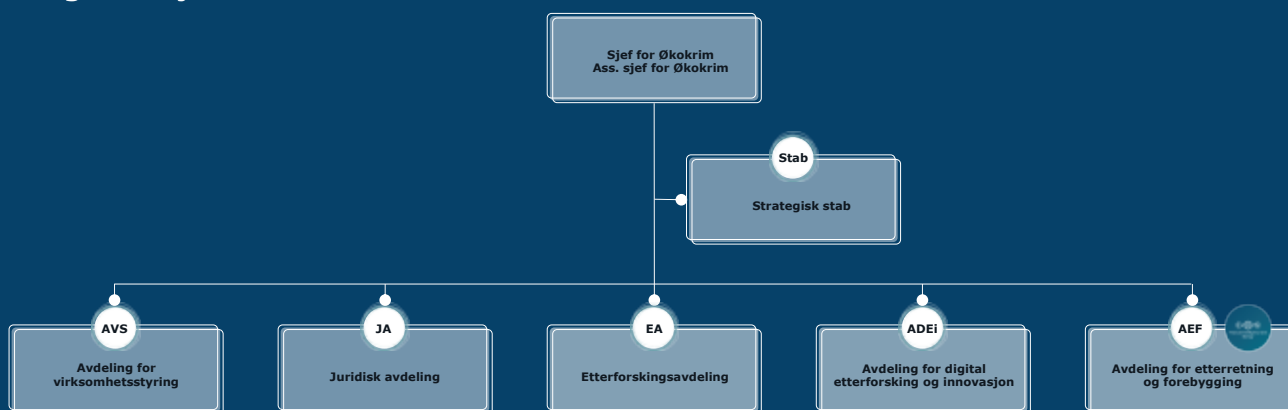 Sjef for Økokrim
Ass. sjef for Økokrim
Stab
Strategisk stab
AVS
Avdeling for
virksomhetsstyring
JA
Juridisk avdeling
EA
Etterforskingsavdeling
ADEi
Avdeling for digital
etterforsking og innovasjon
AEF
Avdeling for etterretning
og forebygging